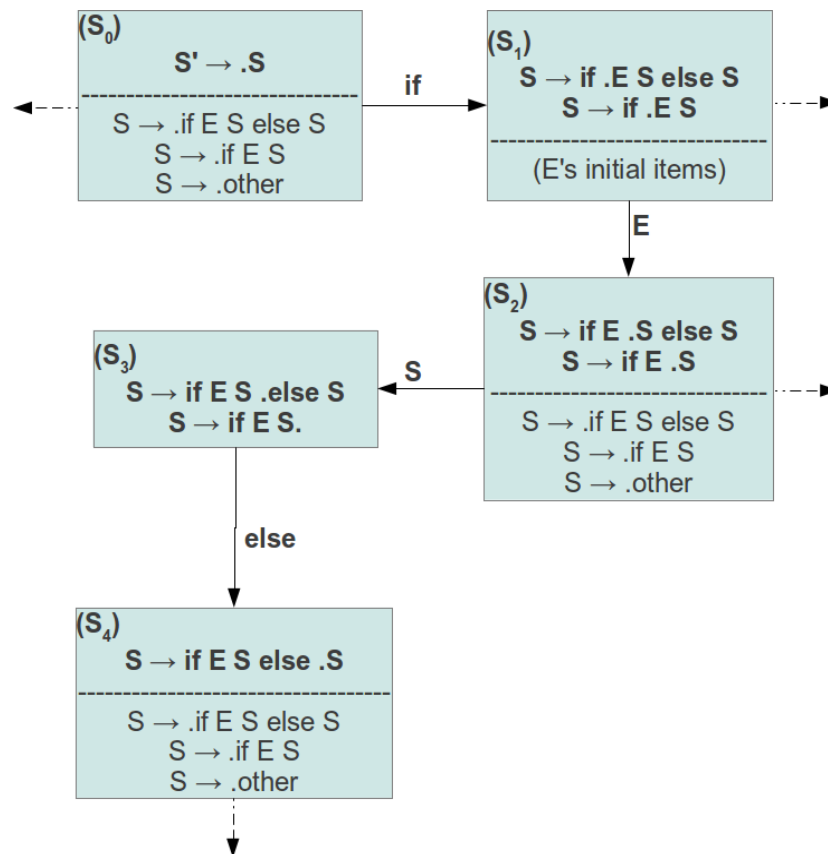 (S0)
S' → .S
--------------------------------
S → .if E S else S
S → .if E S
S → .other
if
(S1)
S → if .E S else S
S → if .E S
--------------------------------
(E's initial items)
E
(S2)
S → if E .S else S
S → if E .S
--------------------------------
S → .if E S else S
S → .if E S
S → .other
S
(S3)
S → if E S .else S
S → if E S.
else
(S4)
S → if E S else .S
------------------------------------
S → .if E S else S
S → .if E S
S → .other